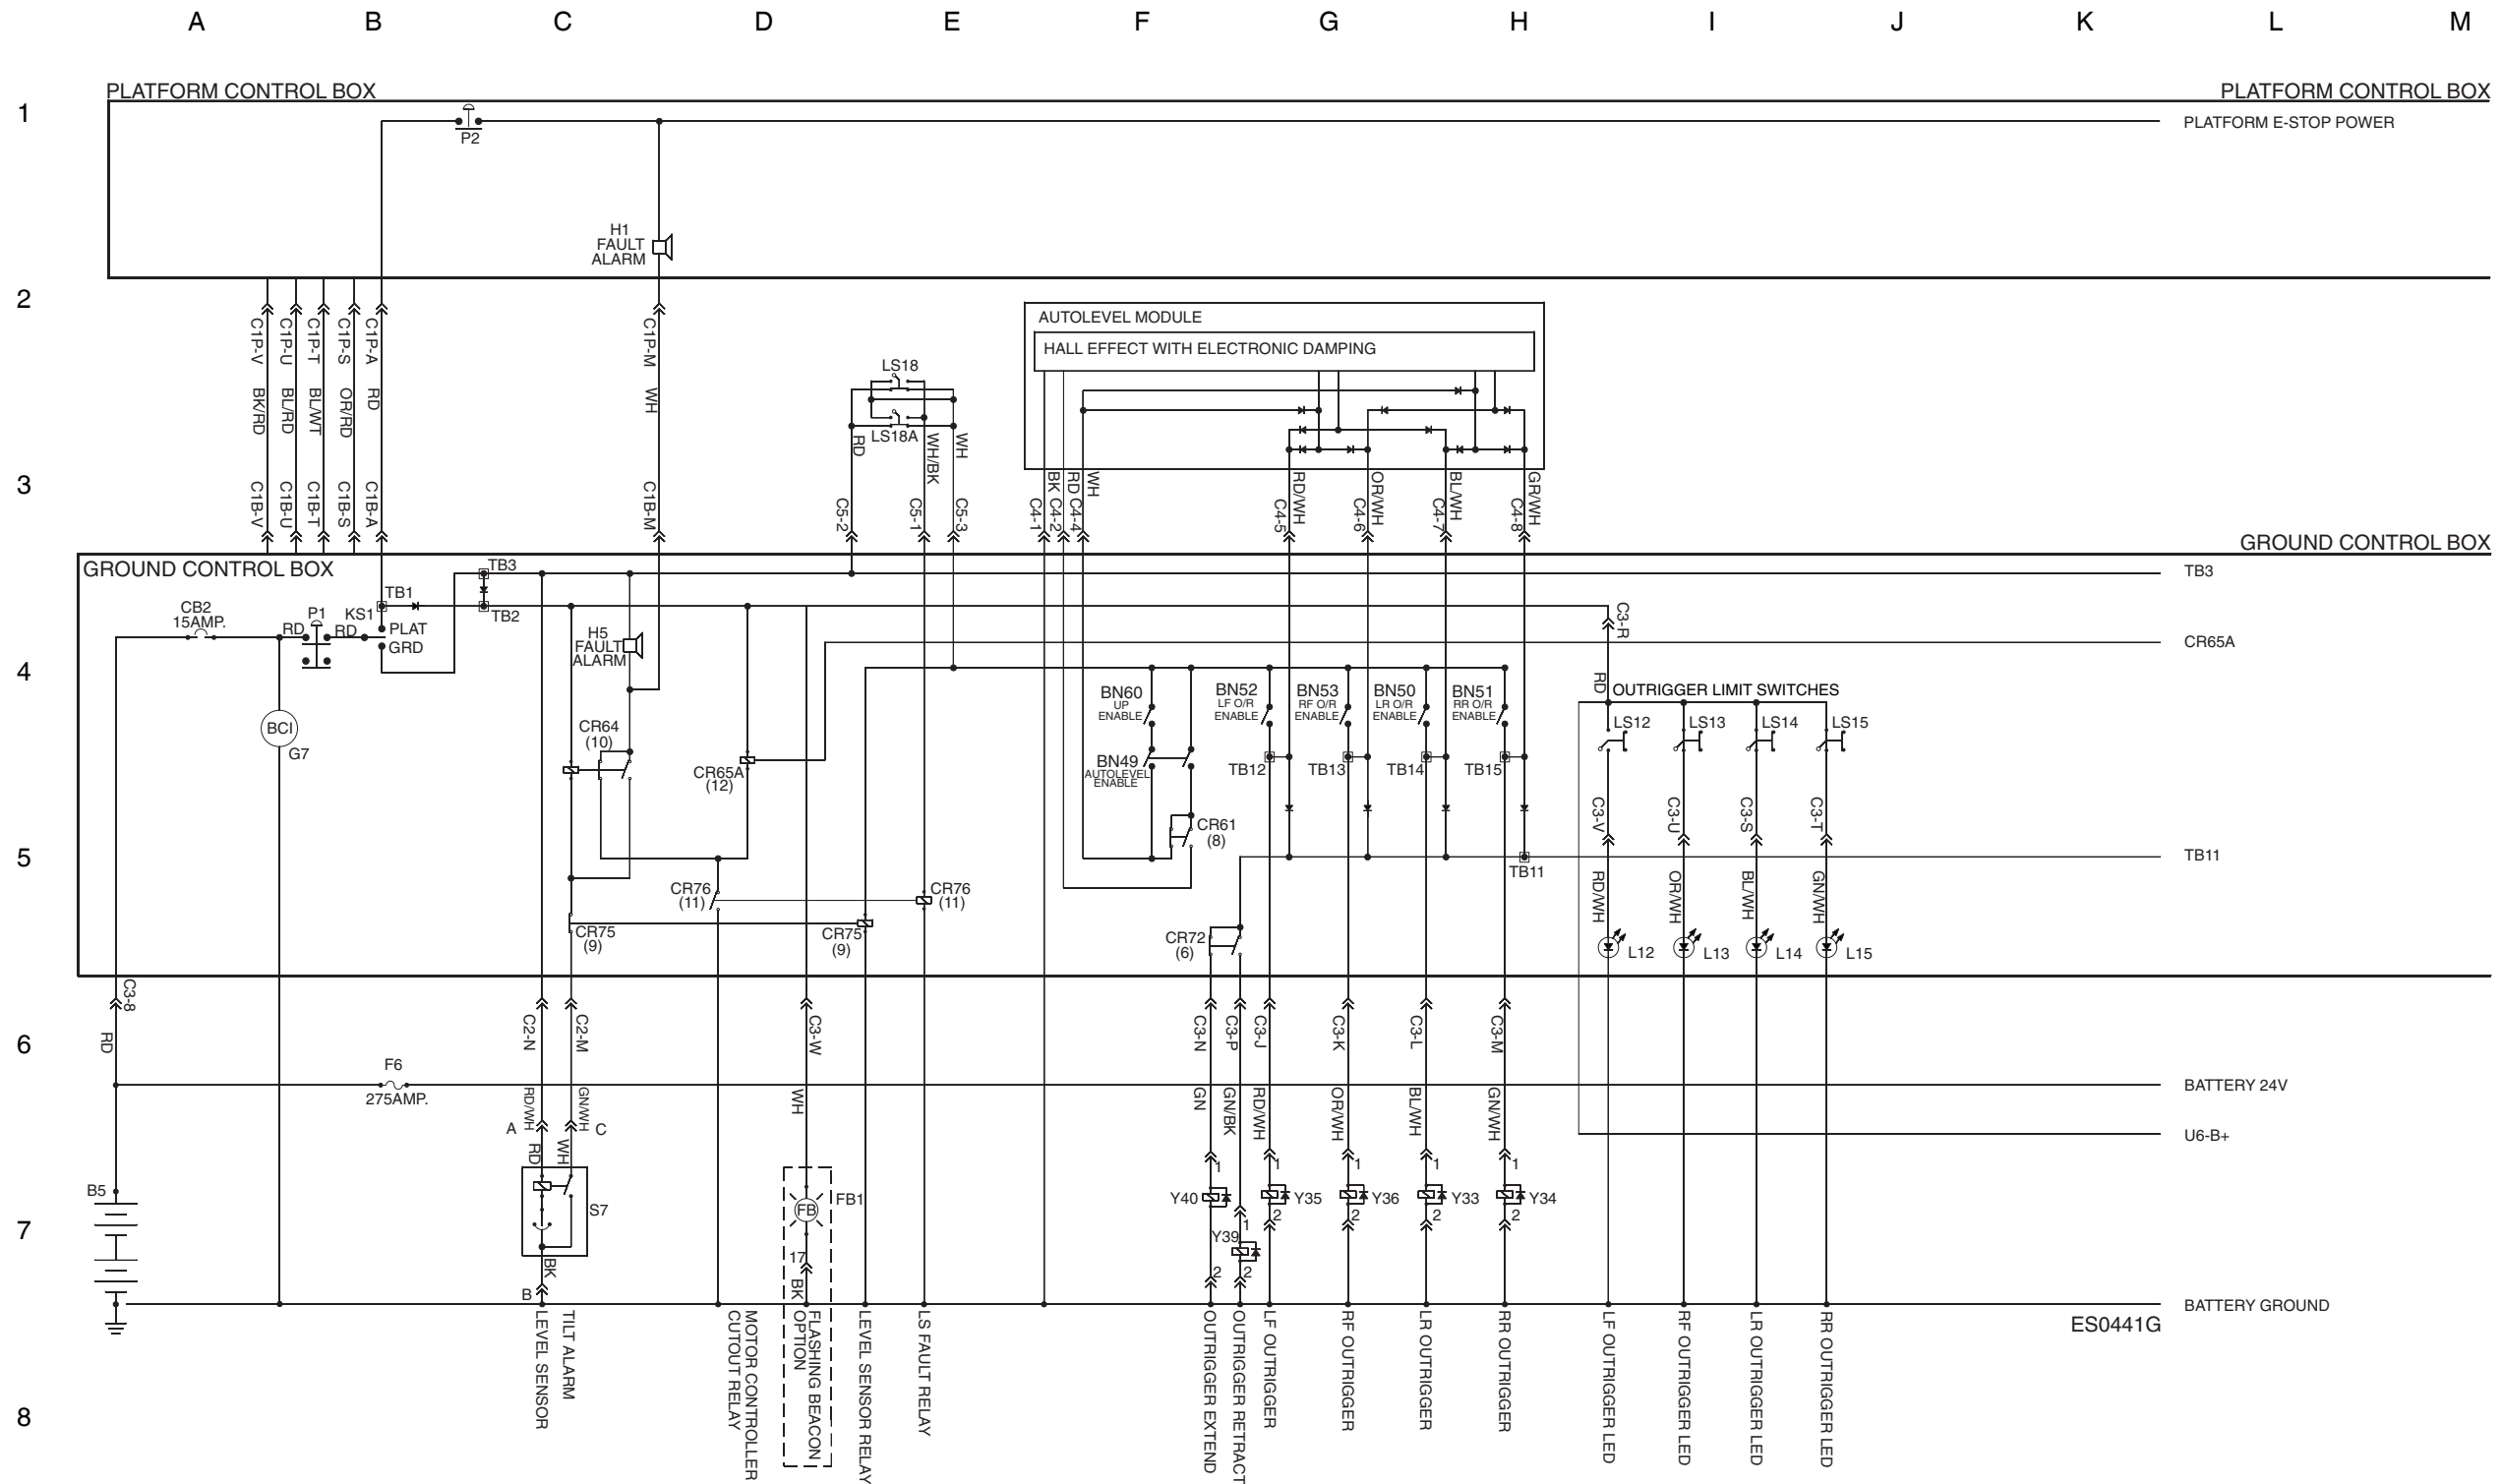 A B C D E F G H I J K L M
1
PLATFORM CONTROL BOX
PLATFORM CONTROL BOX
P2
PLATFORM E-STOP POWER
H1
FAULT
ALARM
2
C1P-V
C1P-U
C1P-T
C1P-S
C1P-A
C1P-M
BK/RD
BL/RD
BL/WT
OR/RD
RD
WH
C1B-V
C1B-U
C1B-T
C1B-S
C1B-A
C1B-M
LS18
LS18A
RD
WH/BK
WH
C5-2
C5-1
C5-3
AUTOLEVEL MODULE
HALL EFFECT WITH ELECTRONIC DAMPING
3
C4-1
BK C4-2
RD C4-4
WH
C4-5
RD/WH
C4-6
OR/WH
C4-7
BL/WH
C4-8
GR/WH
GROUND CONTROL BOX
GROUND CONTROL BOX
TB3
TB3
TB1
TB2
CB2
15AMP.
RD
P1
RD
KS1
PLAT
GRD
H5
FAULT
ALARM
C3-R
CR65A
4
BCI
G7
CR64
(10)
CR65A
(12)
BN60
UP
ENABLE
BN49
AUTOLEVEL
ENABLE
BN52
LF O/R
ENABLE
BN53
RF O/R
ENABLE
BN50
LR O/R
ENABLE
BN51
RR O/R
ENABLE
TB12
TB13
TB14
TB15
RD
OUTRIGGER LIMIT SWITCHES
LS12
LS13
LS14
LS15
C3-V
C3-U
C3-S
C3-T
CR61
(8)
5
TB11
TB11
CR76
(11)
CR76
(11)
CR75
(9)
CR75
(9)
CR72
(6)
RD/WH
OR/WH
BL/WH
GN/WH
L12
L13
L14
L15
C3-8
RD
6
C2-N
C2-M
C3-W
C3-N
C3-P
C3-J
C3-K
C3-L
C3-M
F6
275AMP.
BATTERY 24V
RD/WH
GN/WH
WH
GN
GN/BK
RD/WH
OR/WH
BL/WH
GN/WH
A
C
RD
WH
U6-B+
B5
7
S7
FB
FB1
17
BK
BK
B
1
Y40
2
1
Y39
2
1
Y35
2
1
Y36
2
1
Y33
2
1
Y34
2
BATTERY GROUND
ES0441G
8
LEVEL SENSOR
TILT ALARM
MOTOR CONTROLLER
CUTOUT RELAY
FLASHING BEACON
OPTION
LEVEL SENSOR RELAY
LS FAULT RELAY
OUTRIGGER EXTEND
OUTRIGGER RETRACT
LF OUTRIGGER
RF OUTRIGGER
LR OUTRIGGER
RR OUTRIGGER
LF OUTRIGGER LED
RF OUTRIGGER LED
LR OUTRIGGER LED
RR OUTRIGGER LED